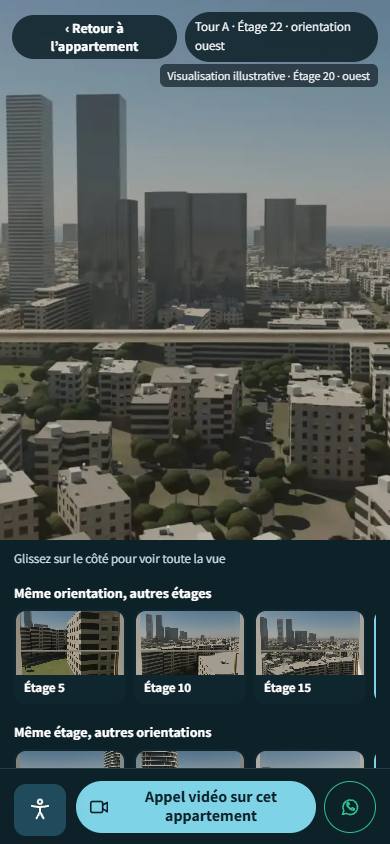 ‹ Retour à
l’appartement
Tour A · Étage 22 · orientation
ouest
Visualisation illustrative · Étage 20 · ouest
Glissez sur le côté pour voir toute la vue
Même orientation, autres étages
Étage 5
Étage 10
Étage 15
Même étage, autres orientations
Appel vidéo sur cet
appartement